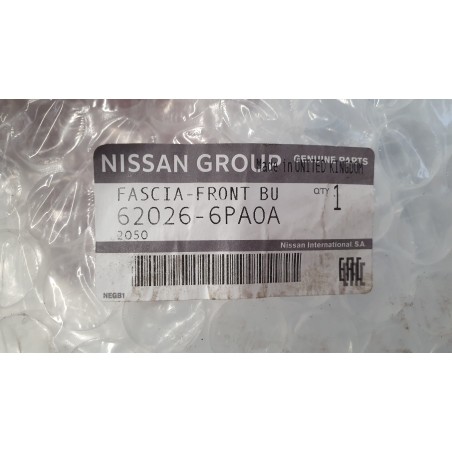 NISSAN GROUP GENUINE PARTS
Made in UNITED KINGDOM
FASCIA-FRONT BU QTY 1
62026-6PA0A
2050
Nissan International SA
NEGB1
EAC